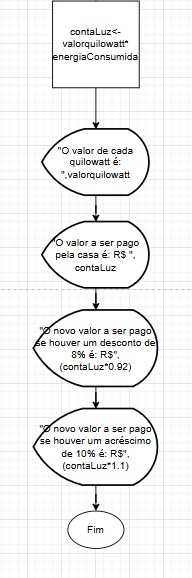 contaLuz<-
valorquilowatt*
energiaConsumida
"O valor de cada
quilowatt é:
",valorquilowatt
"O valor a ser pago
pela casa é: R$ ",
contaLuz
"O novo valor a ser pago
se houver um desconto de
8% é: R$",
(contaLuz*0.92)
"O novo valor a ser pago
se houver um acréscimo
de 10% é: R$",
(contaLuz*1.1)
Fim